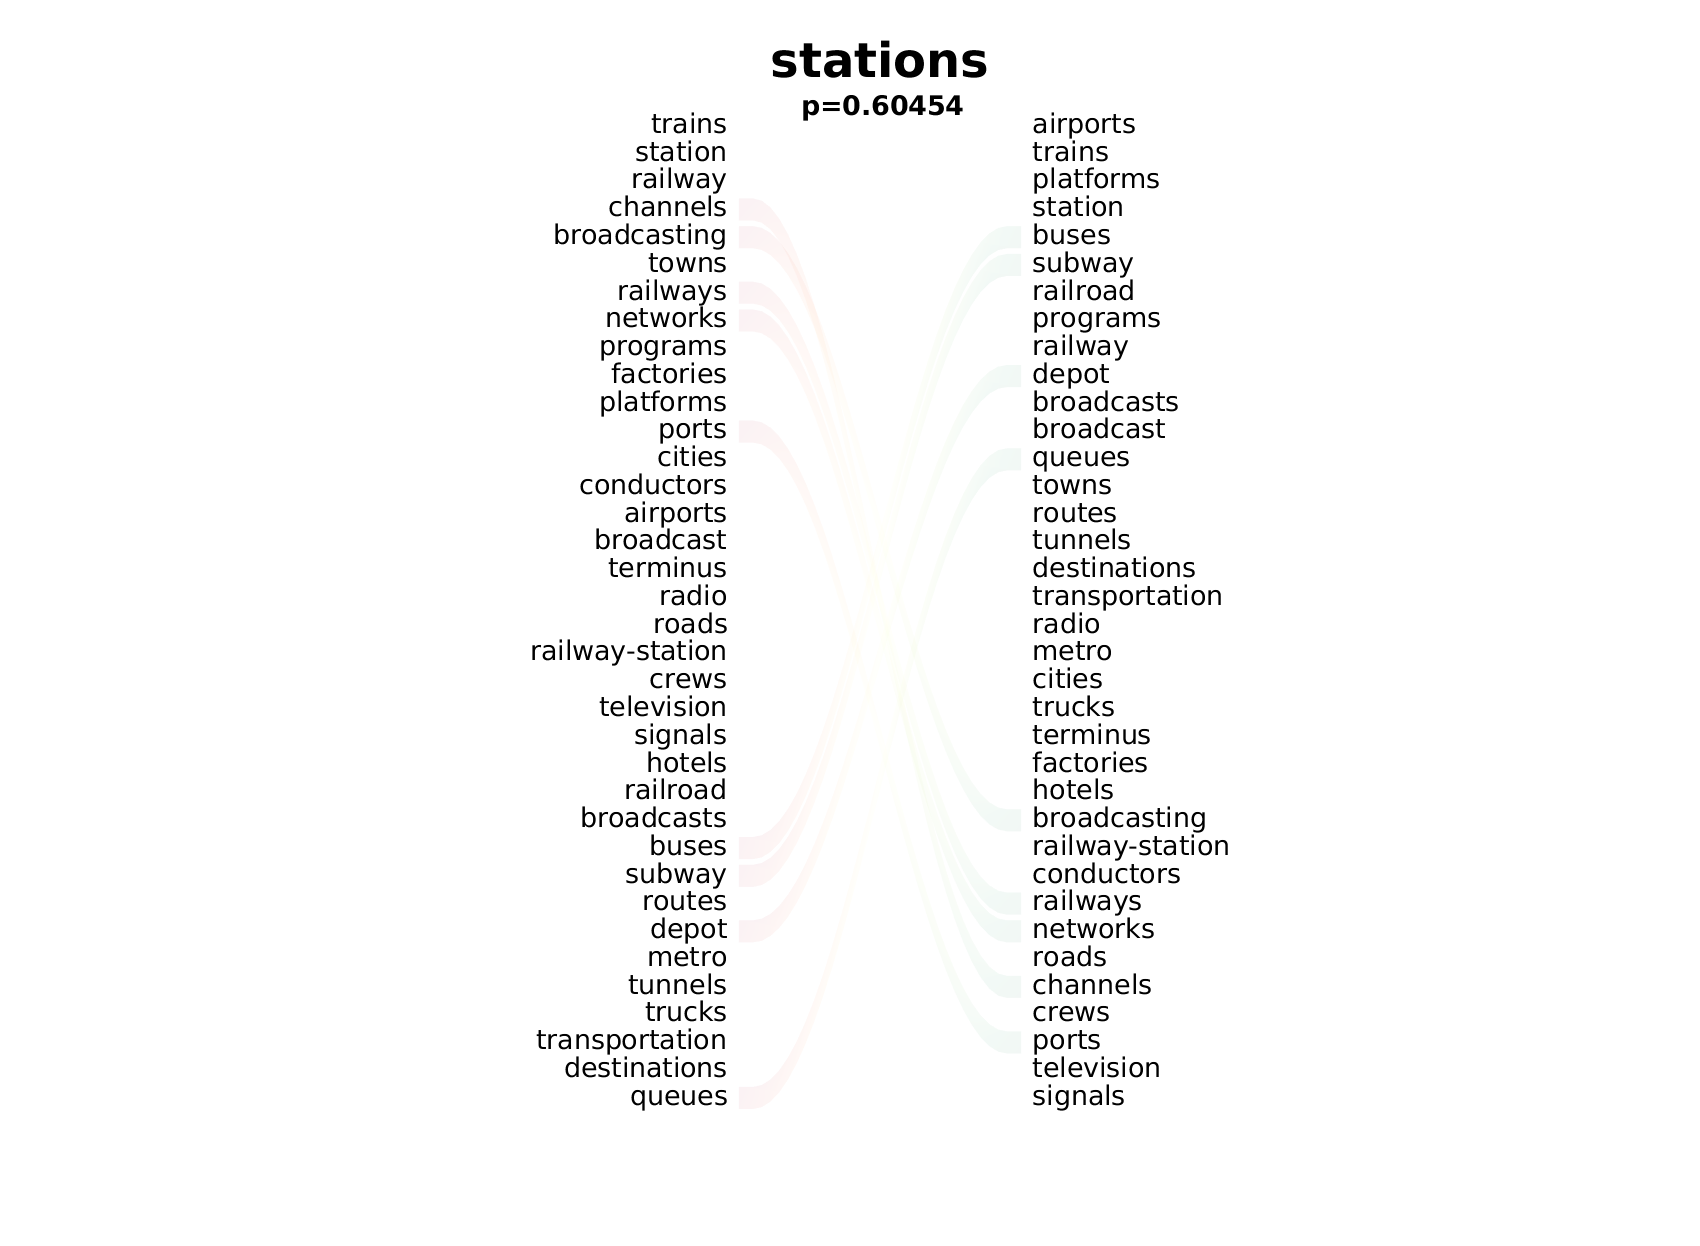 stations
p=0.60454
trains airports
station trains
railway platforms
channels station
broadcasting buses
towns subway
railways railroad
networks programs
programs railway
factories depot
platforms broadcasts
ports broadcast
cities queues
conductors towns
airports routes
broadcast tunnels
terminus destinations
radio transportation
roads radio
railway-station metro
crews cities
television trucks
signals terminus
hotels factories
railroad hotels
broadcasts broadcasting
buses railway-station
subway conductors
routes railways
depot networks
metro roads
tunnels channels
trucks crews
transportation ports
destinations television
queues signals